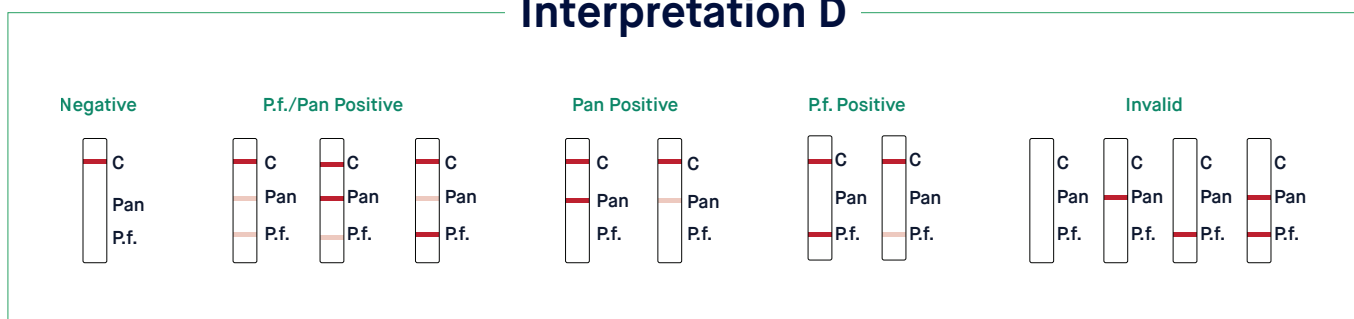 Interpretation D
Negative
P.f./Pan Positive
Pan Positive
P.f. Positive
Invalid
C
Pan
P.f.
C
Pan
P.f.
C
Pan
P.f.
C
Pan
P.f.
C
Pan
P.f.
C
Pan
P.f.
C
Pan
P.f.
C
Pan
P.f.
C
Pan
P.f.
C
Pan
P.f.
C
Pan
P.f.
C
Pan
P.f.